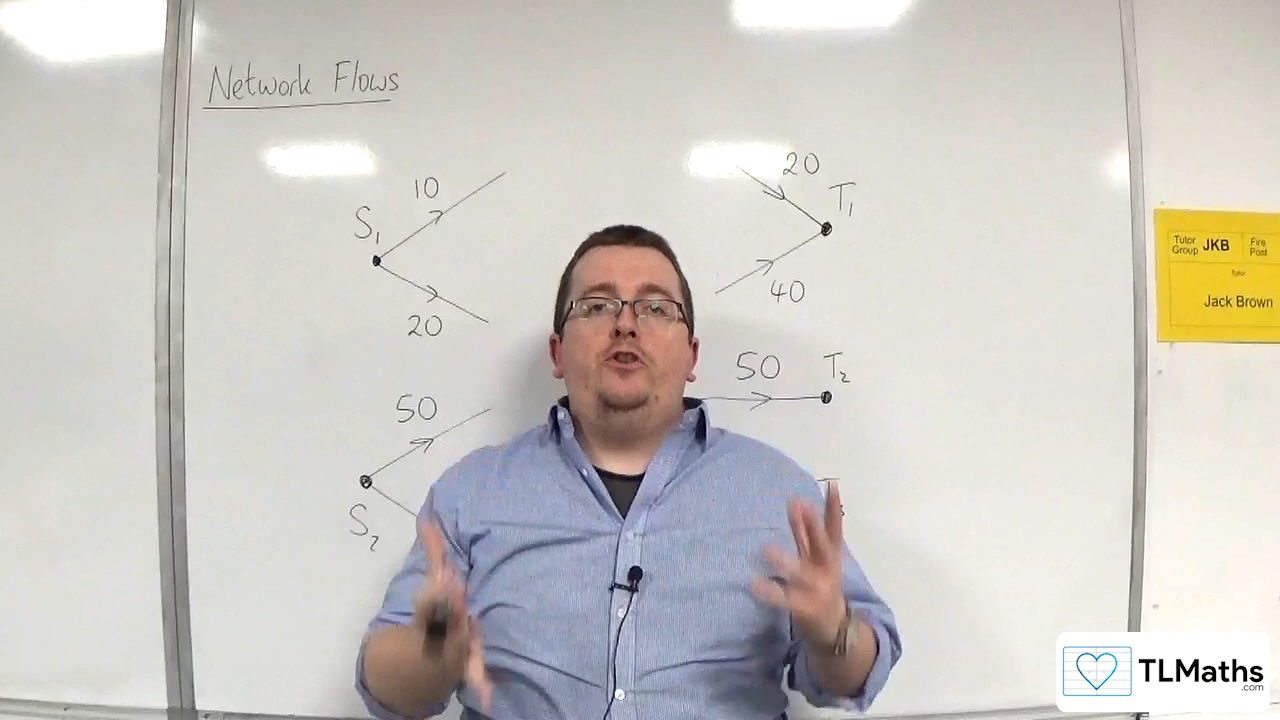 Network Flows
10
S₁
20
20
T₁
40
50
S₂
50
T₂
Tutor Group JKB
Fire Post
Tutor
Jack Brown
TLMaths
.com